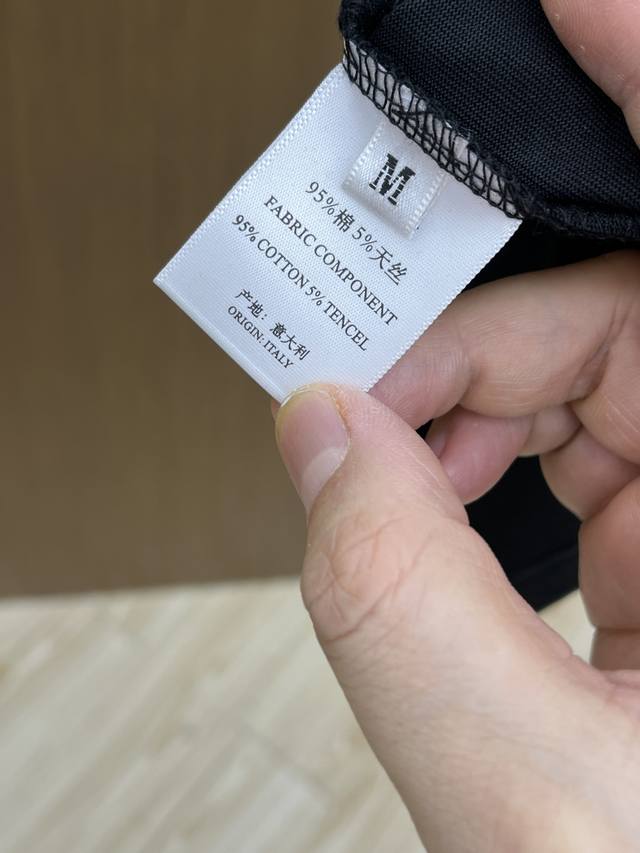 M
95%棉 5%天丝
FABRIC COMPONENT
95% COTTON 5% TENCEL
产地：意大利
ORIGIN: ITALY